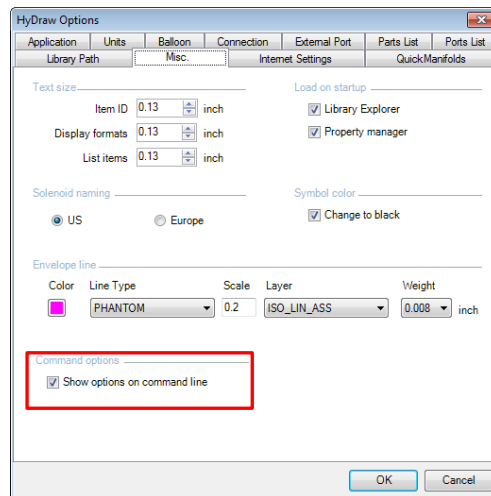 HyDraw Options
Application Units Balloon Connection External Port Parts List Ports List
Library Path Misc. Internet Settings QuickManifolds
Text size Load on startup
Item ID 0.13 inch Library Explorer
Display formats 0.13 inch Property manager
List items 0.13 inch
Solenoid naming Symbol color
US Europe Change to black
Envelope line
Color Line Type Scale Layer Weight
PHANTOM 0.2 ISO_LIN_ASS 0.008 inch
Command options
Show options on command line
OK Cancel